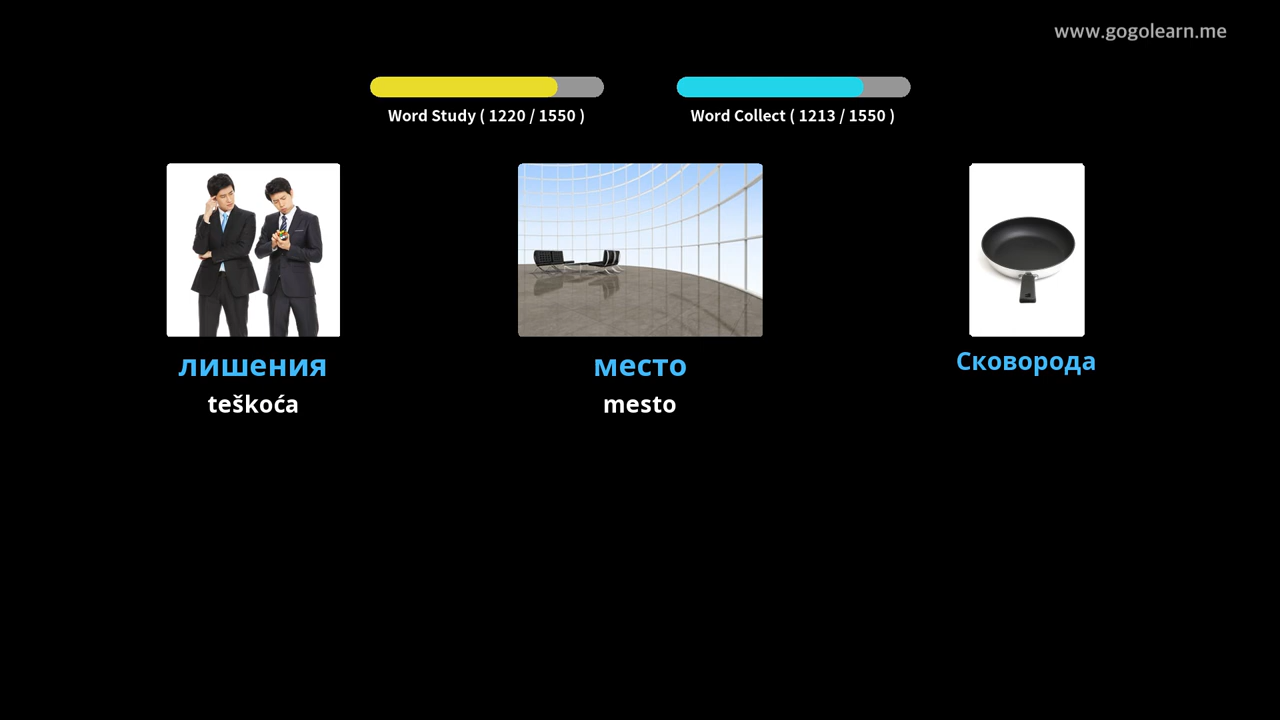 www.gogolearn.me
Word Study ( 1220 / 1550 )
Word Collect ( 1213 / 1550 )
лишения
teškoća
место
mesto
Сковорода